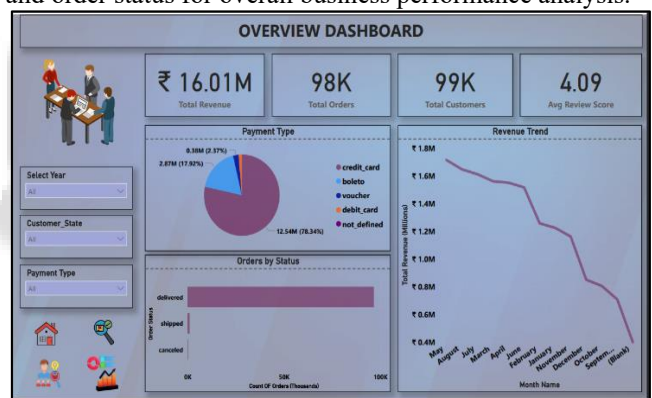 and order status for overall business performance analysis.
OVERVIEW DASHBOARD
₹ 16.01M
Total Revenue
98K
Total Orders
99K
Total Customers
4.09
Avg Review Score
Select Year
All
Customer_State
All
Payment Type
All
Payment Type
0.38M (2.37%)
2.87M (17.92%)
12.54M (78.34%)
credit_card
boleto
voucher
debit_card
not_defined
Orders by Status
Order Status
delivered
shipped
canceled
0K
50K
100K
Count OF Orders (Thousands)
Revenue Trend
Total Revenue (Millions)
₹ 1.8M
₹ 1.6M
₹ 1.4M
₹ 1.2M
₹ 1.0M
₹ 0.8M
₹ 0.6M
₹ 0.4M
May
August
July
March
April
June
February
January
November
December
October
Septem...
(Blank)
Month Name